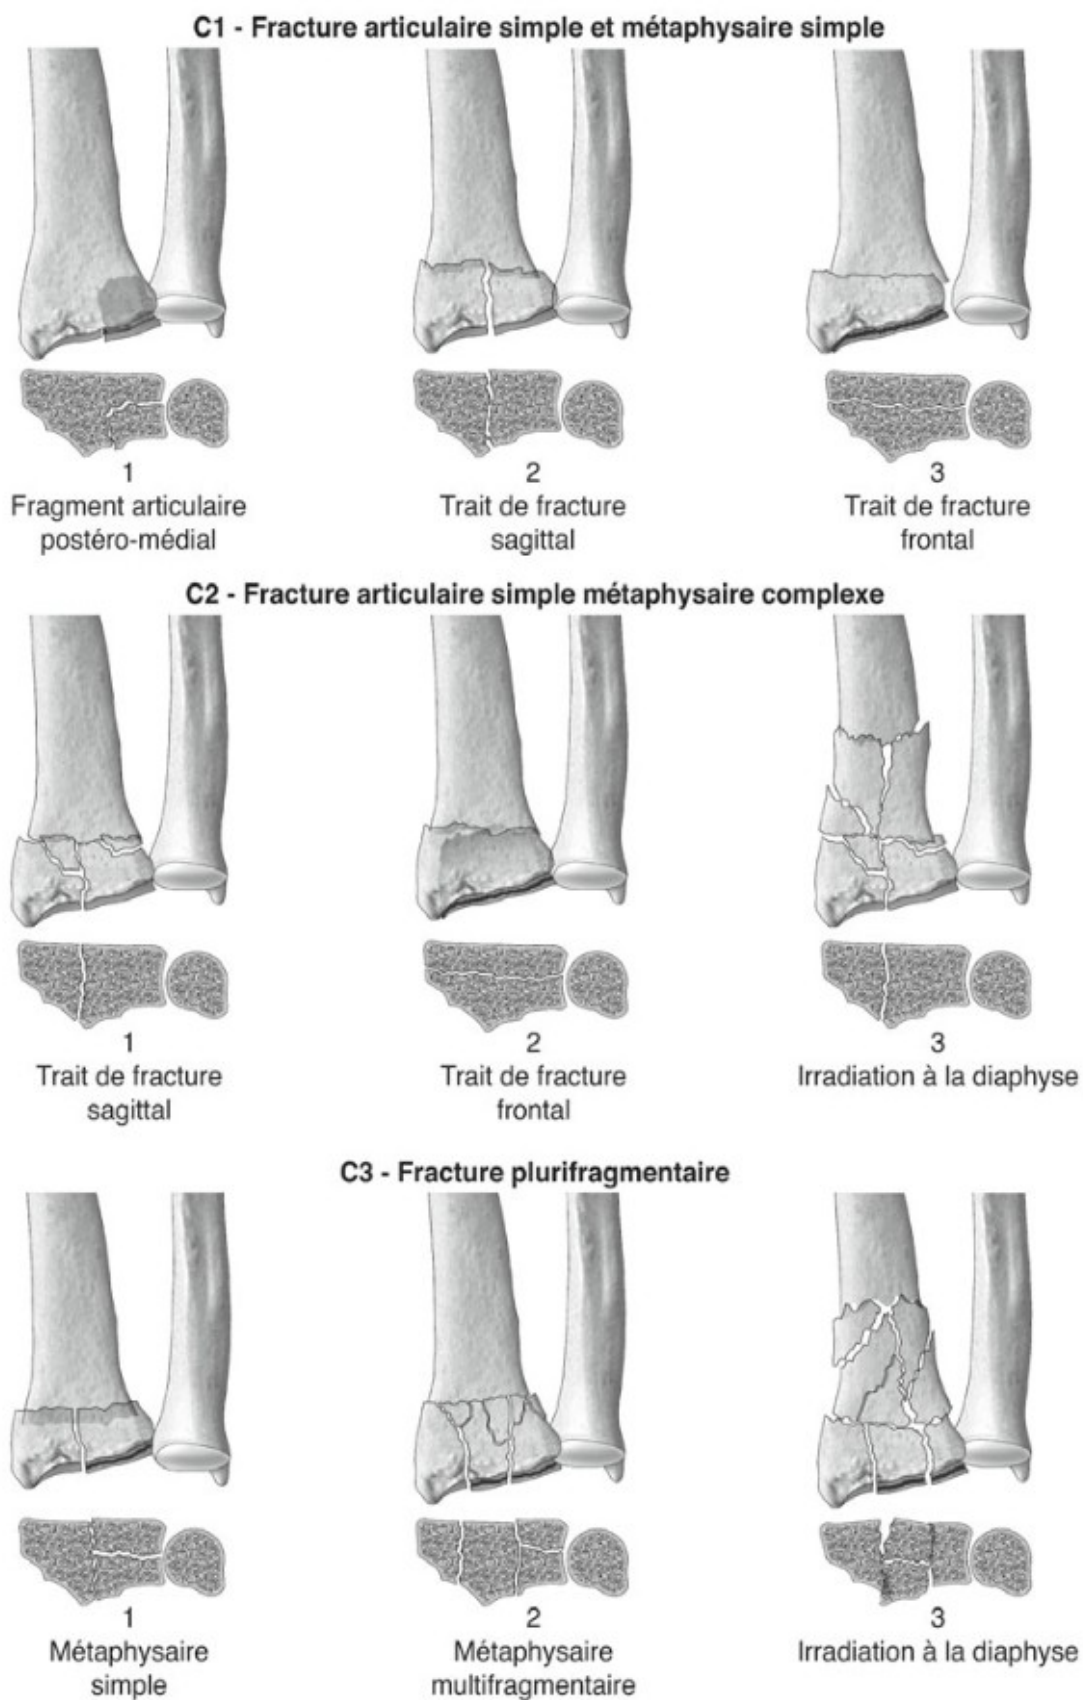 C1 - Fracture articulaire simple et métaphysaire simple
1
Fragment articulaire
postéro-médial
2
Trait de fracture
sagittal
3
Trait de fracture
frontal
C2 - Fracture articulaire simple métaphysaire complexe
1
Trait de fracture
sagittal
2
Trait de fracture
frontal
3
Irradiation à la diaphyse
C3 - Fracture plurifragmentaire
1
Métaphysaire
simple
2
Métaphysaire
multifragmentaire
3
Irradiation à la diaphyse